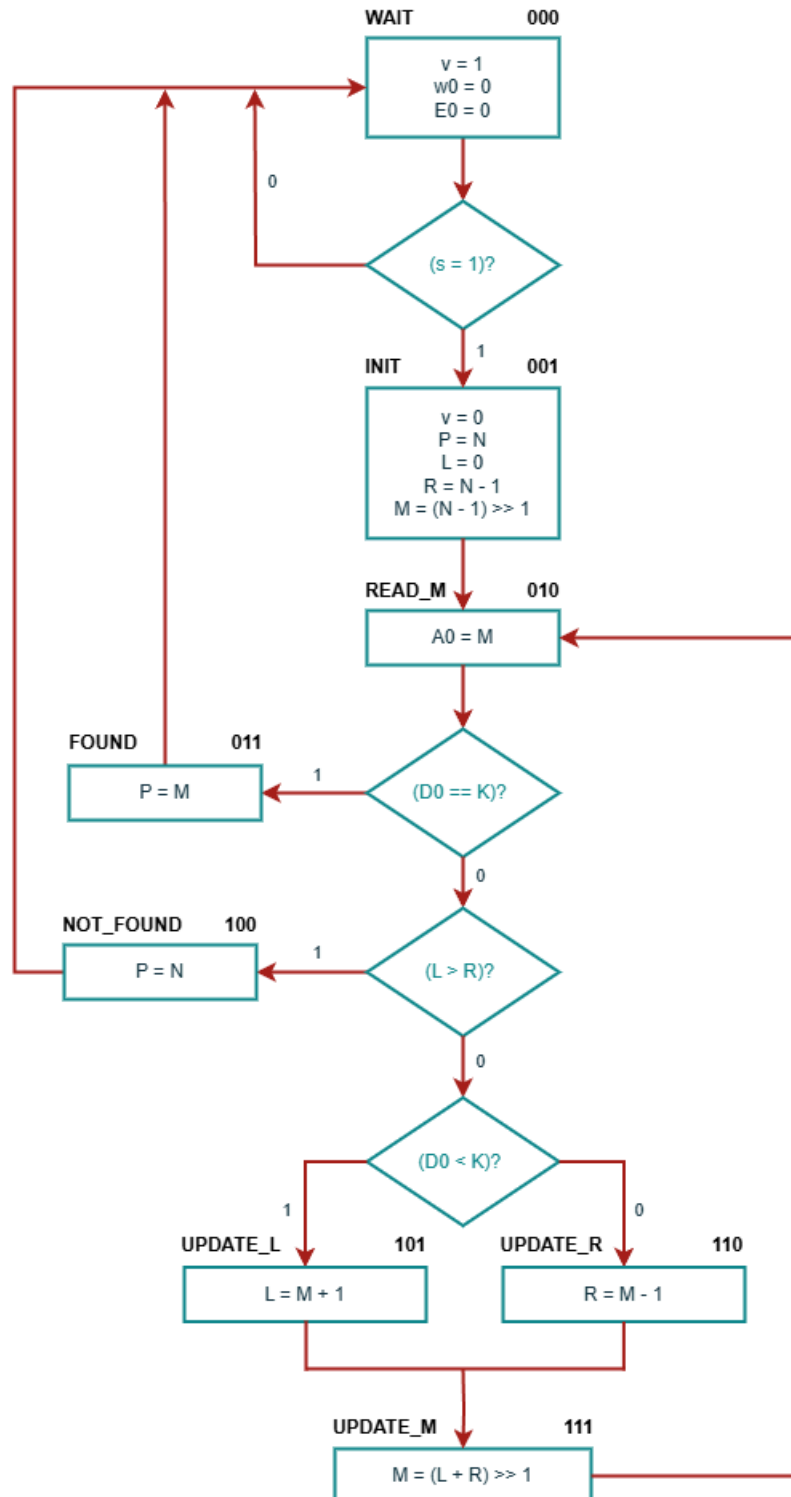 WAIT 000
v = 1
w0 = 0
E0 = 0
0
(s = 1)?
1
INIT 001
v = 0
P = N
L = 0
R = N - 1
M = (N - 1) >> 1
READ_M 010
A0 = M
FOUND 011
P = M
1
(D0 == K)?
0
NOT_FOUND 100
P = N
1
(L > R)?
0
(D0 < K)?
1
0
UPDATE_L 101
UPDATE_R 110
L = M + 1
R = M - 1
UPDATE_M 111
M = (L + R) >> 1